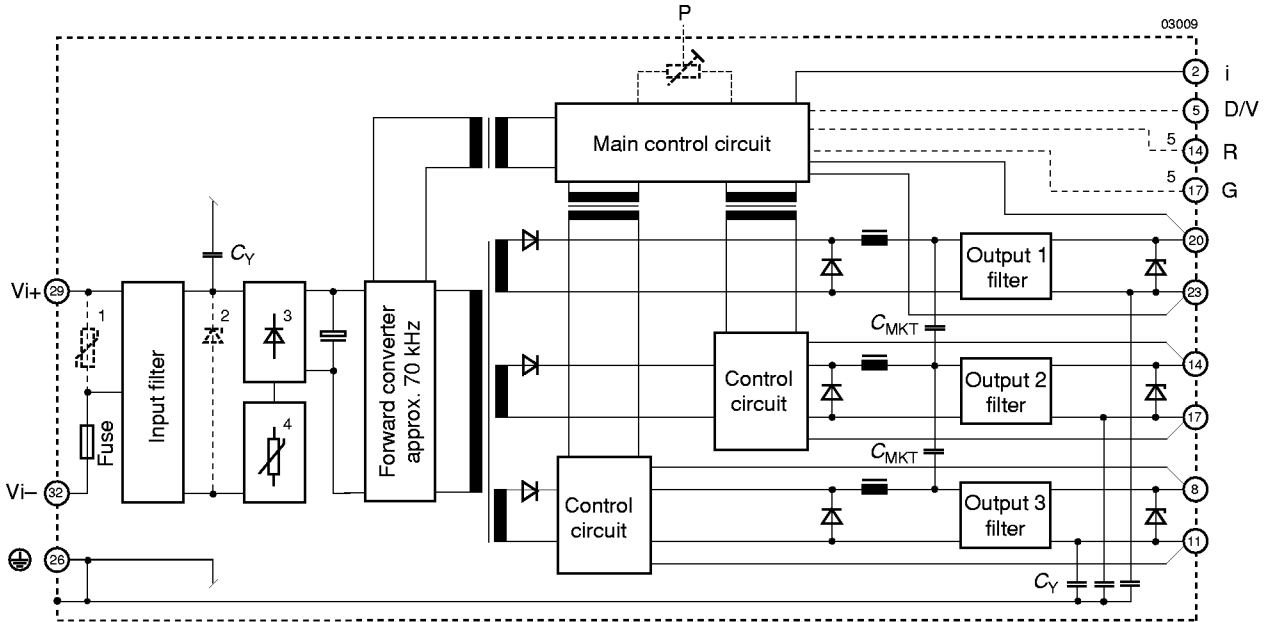 P
03009
2 i
5 D/V
Main control circuit
5
14 R
5
17 G
20
CY
Output 1
filter
Vi+ 29
23
1
2
3
CMKT
Input filter
Forward converter
approx. 70 kHz
14
Control
circuit
Output 2
filter
Fuse
4
17
CMKT
Vi− 32
8
Control
circuit
Output 3
filter
11
26
CY